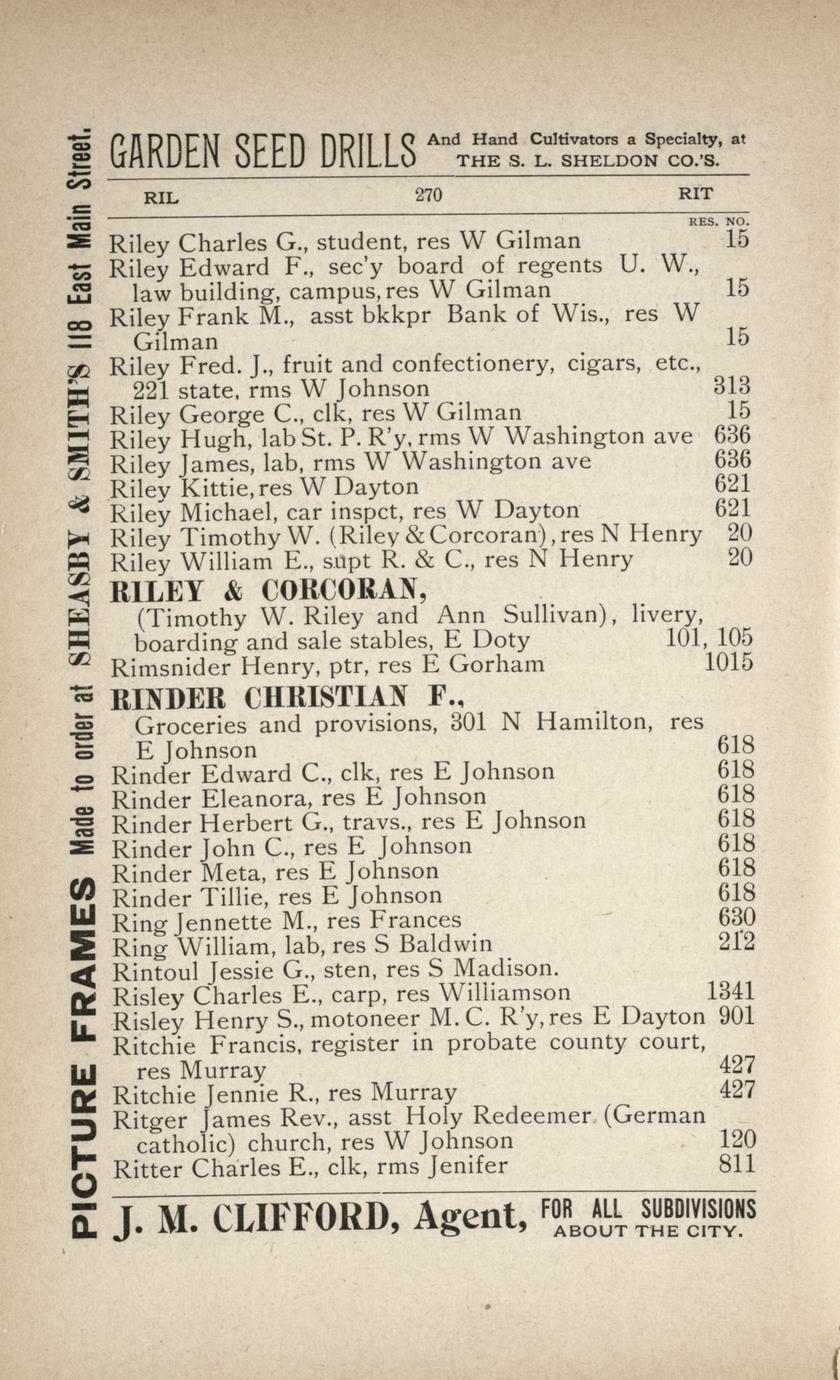 GARDEN SEED DRILLS And Hand Cultivators a Specialty, at
THE S. L. SHELDON CO.'S.
RIL 270 RIT
RES. NO.
Riley Charles G., student, res W Gilman 15
Riley Edward F., sec'y board of regents U. W.,
law building, campus, res W Gilman 15
Riley Frank M., asst bkkpr Bank of Wis., res W
Gilman 15
Riley Fred. J., fruit and confectionery, cigars, etc.,
221 state, rms W Johnson 313
Riley George C., clk, res W Gilman 15
Riley Hugh, lab St. P. R'y, rms W Washington ave 636
Riley James, lab, rms W Washington ave 636
Riley Kittie, res W Dayton 621
Riley Michael, car inspct, res W Dayton 621
Riley Timothy W. (Riley & Corcoran), res N Henry 20
Riley William E., supt R. & C., res N Henry 20
RILEY & CORCORAN,
(Timothy W. Riley and Ann Sullivan), livery,
boarding and sale stables, E Doty 101, 105
Rimsnider Henry, ptr, res E Gorham 1015
RINDER CHRISTIAN F.,
Groceries and provisions, 301 N Hamilton, res
E Johnson 618
Rinder Edward C., clk, res E Johnson 618
Rinder Eleanora, res E Johnson 618
Rinder Herbert G., travs., res E Johnson 618
Rinder John C., res E Johnson 618
Rinder Meta, res E Johnson 618
Rinder Tillie, res E Johnson 618
Ring Jennette M., res Frances 630
Ring William, lab, res S Baldwin 212
Rintoul Jessie G., sten, res S Madison.
Risley Charles E., carp, res Williamson 1341
Risley Henry S., motoneer M. C. R'y, res E Dayton 901
Ritchie Francis, register in probate county court,
res Murray 427
Ritchie Jennie R., res Murray 427
Ritger James Rev., asst Holy Redeemer (German
catholic) church, res W Johnson 120
Ritter Charles E., clk, rms Jenifer 811
J. M. CLIFFORD, Agent, FOR ALL SUBDIVISIONS
ABOUT THE CITY.
PICTURE FRAMES Made to order at SHEASBY & SMITH'S 118 East Main Street.